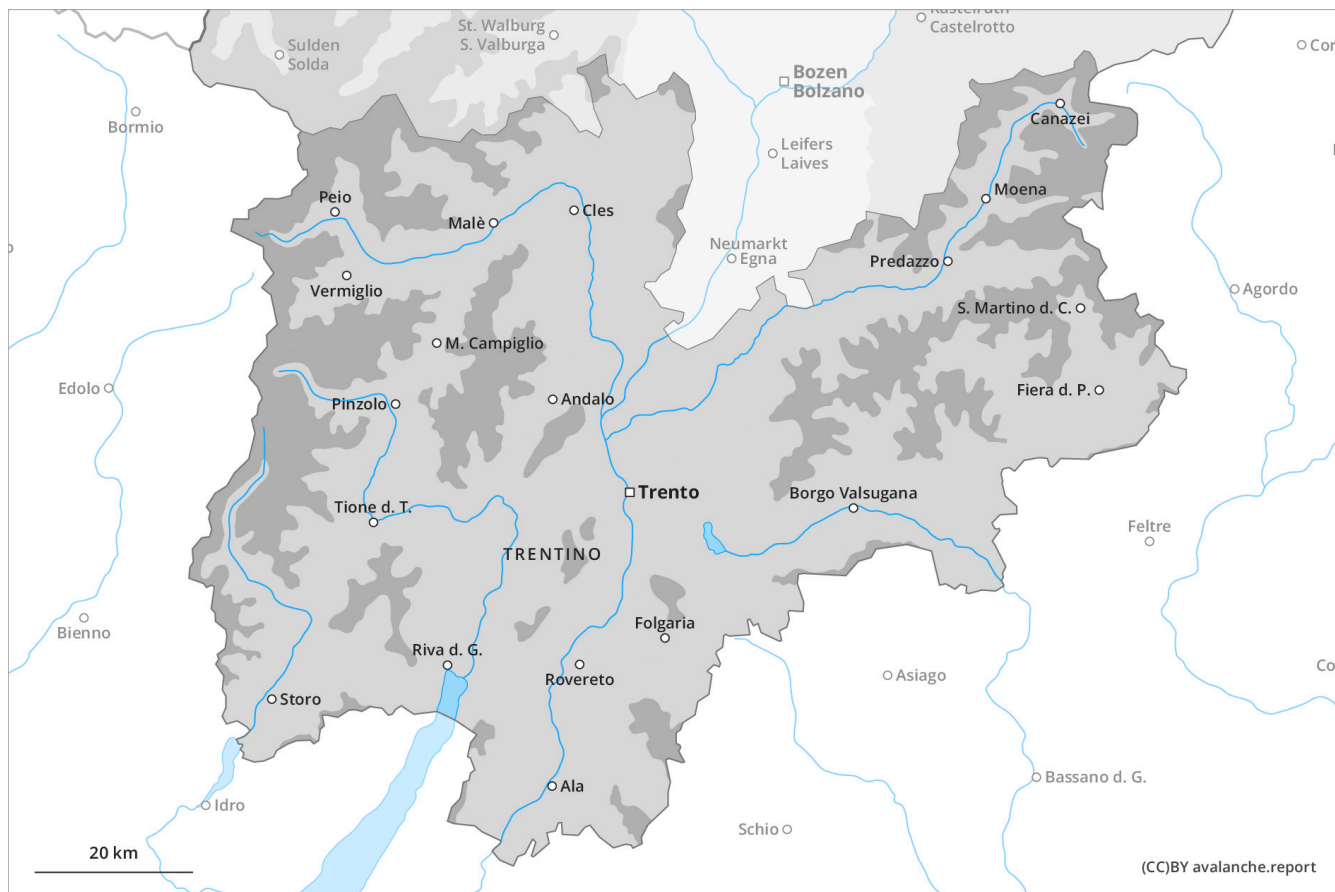 Kastelruth
Castelrotto
St. Walburg
S. Valburga
Sulden
Solda
Cor
Bozen
Bolzano
Bormio
Canazei
Leifers
Laives
Moena
Peio
Malè
Cles
Neumarkt
Egna
Predazzo
Vermiglio
Agordo
S. Martino d. C.
M. Campiglio
Edolo
Pinzolo
Andalo
Fiera d. P.
Trento
Borgo Valsugana
Tione d. T.
Feltre
TRENTINO
Bienno
Folgaria
Riva d. G.
Rovereto
Asiago
Co
Storo
Ala
Bassano d. G.
Idro
Schio
20 km
(CC)BY avalanche.report